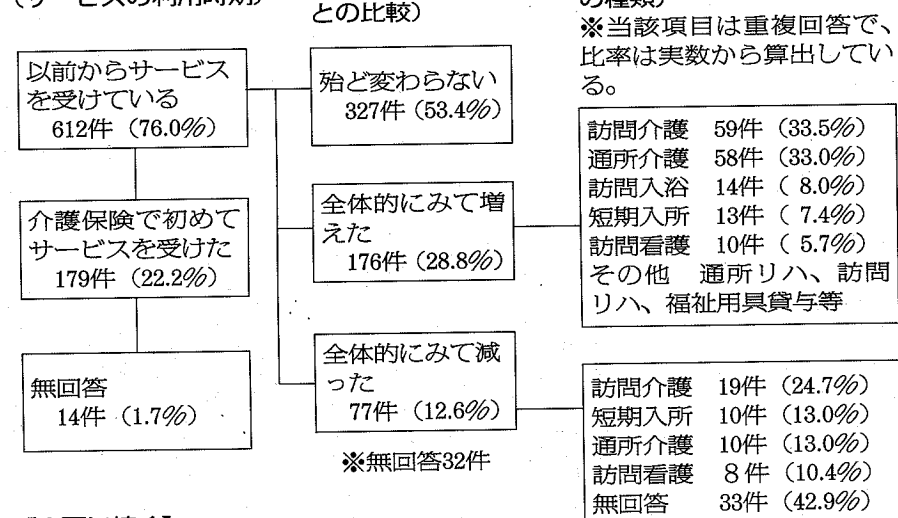 (サービスの利用時期)
との比較)
の種類)
※当該項目は重複回答で、
比率は実数から算出してい
る。
以前からサービス
を受けている
612件 (76.0%)
介護保険で初めて
サービスを受けた
179件 (22.2%)
無回答
14件 (1.7%)
殆ど変わらない
327件 (53.4%)
全体的にみて増
えた
176件 (28.8%)
全体的にみて減
った
77件 (12.6%)
※無回答32件
訪問介護 59件 (33.5%)
通所介護 58件 (33.0%)
訪問入浴 14件 ( 8.0%)
短期入所 13件 ( 7.4%)
訪問看護 10件 ( 5.7%)
その他 通所リハ、訪問
リハ、福祉用具貸与等
訪問介護 19件 (24.7%)
短期入所 10件 (13.0%)
通所介護 10件 (13.0%)
訪問看護 8件 (10.4%)
無回答 33件 (42.9%)